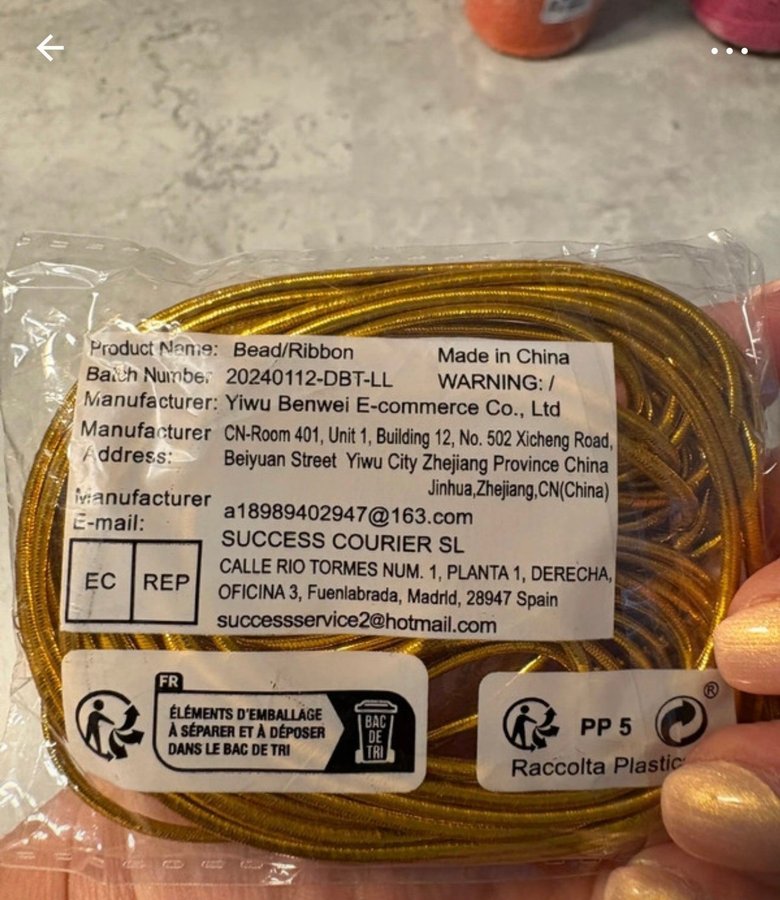 Product Name: Bead/Ribbon Made in China
Batch Number 20240112-DBT-LL WARNING: /
Manufacturer: Yiwu Benwei E-commerce Co., Ltd
Manufacturer CN-Room 401, Unit 1, Building 12, No. 502 Xicheng Road,
Address: Beiyuan Street Yiwu City Zhejiang Province China
Jinhua,Zhejiang,CN(China)
Manufacturer
E-mail: a18989402947@163.com
SUCCESS COURIER SL
EC REP CALLE RIO TORMES NUM. 1, PLANTA 1, DERECHA,
OFICINA 3, Fuenlabrada, Madrid, 28947 Spain
successservice2@hotmail.com
FR
ÉLÉMENTS D'EMBALLAGE
À SÉPARER ET À DÉPOSER
DANS LE BAC DE TRI
BAC
DE
TRI
PP 5 ®
Raccolta Plastic